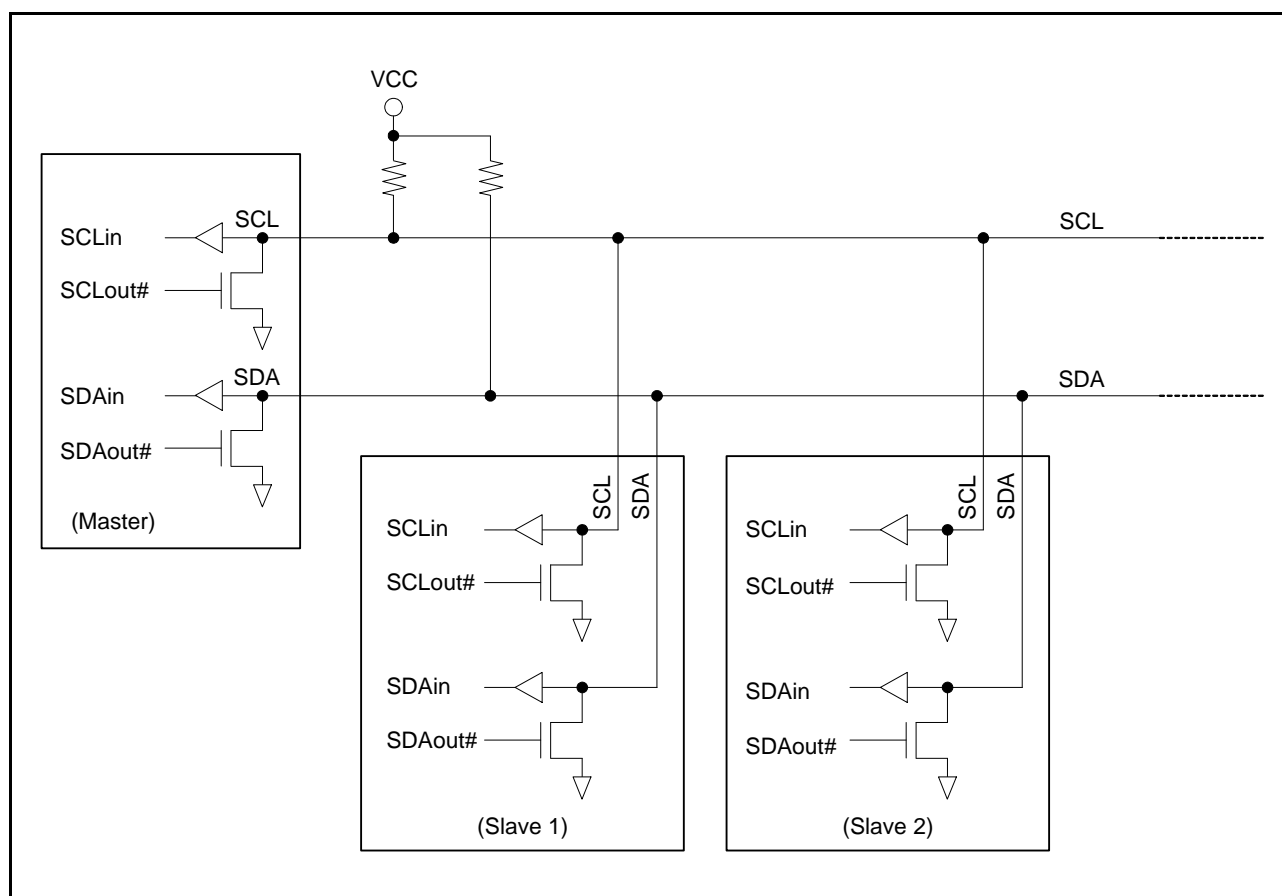 VCC
SCL
SCLin
SCLout#
SDA
SDAin
SDAout#
(Master)
SCL
SDA
SCL
SDA
SCLin
SCLout#
SDAin
SDAout#
(Slave 1)
SCL
SDA
SCLin
SCLout#
SDAin
SDAout#
(Slave 2)